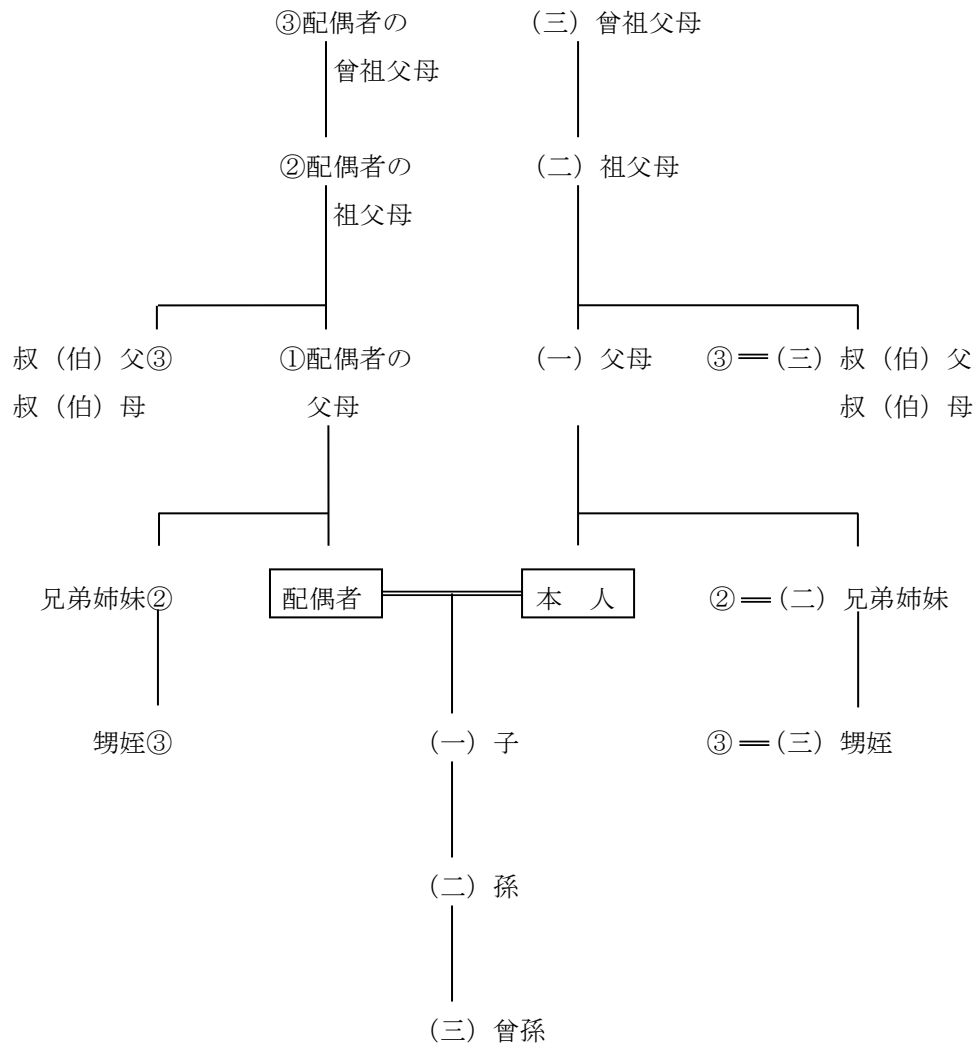 ③配偶者の (三) 曾祖父母
曾祖父母
②配偶者の (二) 祖父母
祖父母
叔(伯)父③ ①配偶者の (一) 父母 ③ (三) 叔(伯)父
叔(伯)母 父母 叔(伯)母
兄弟姉妹② 配偶者 本 人 ② (二) 兄弟姉妹
甥姪③ (一) 子 ③ (三) 甥姪
(二) 孫
(三) 曾孫